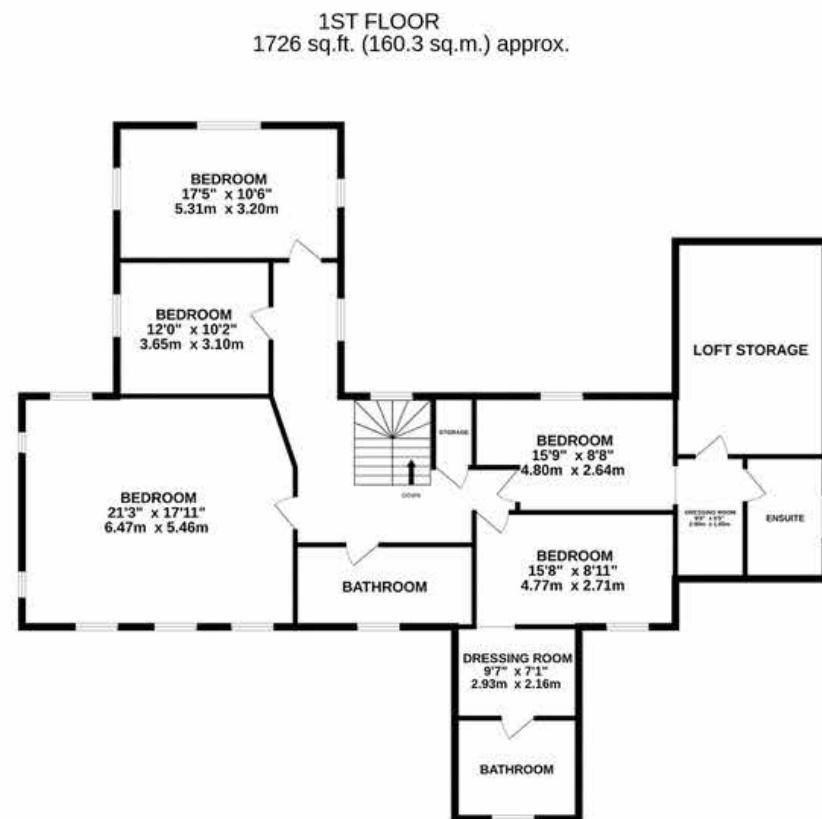 1ST FLOOR
1726 sq.ft. (160.3 sq.m.) approx.
BEDROOM
17'5" x 10'6"
5.31m x 3.20m
BEDROOM
12'0" x 10'2"
3.65m x 3.10m
LOFT STORAGE
STORAGE
BEDROOM
15'9" x 8'8"
4.80m x 2.64m
BEDROOM
21'3" x 17'11"
6.47m x 5.46m
DOWN
DRESSING ROOM
ENSUITE
BEDROOM
15'8" x 8'11"
4.77m x 2.71m
BATHROOM
DRESSING ROOM
9'7" x 7'1"
2.93m x 2.16m
BATHROOM